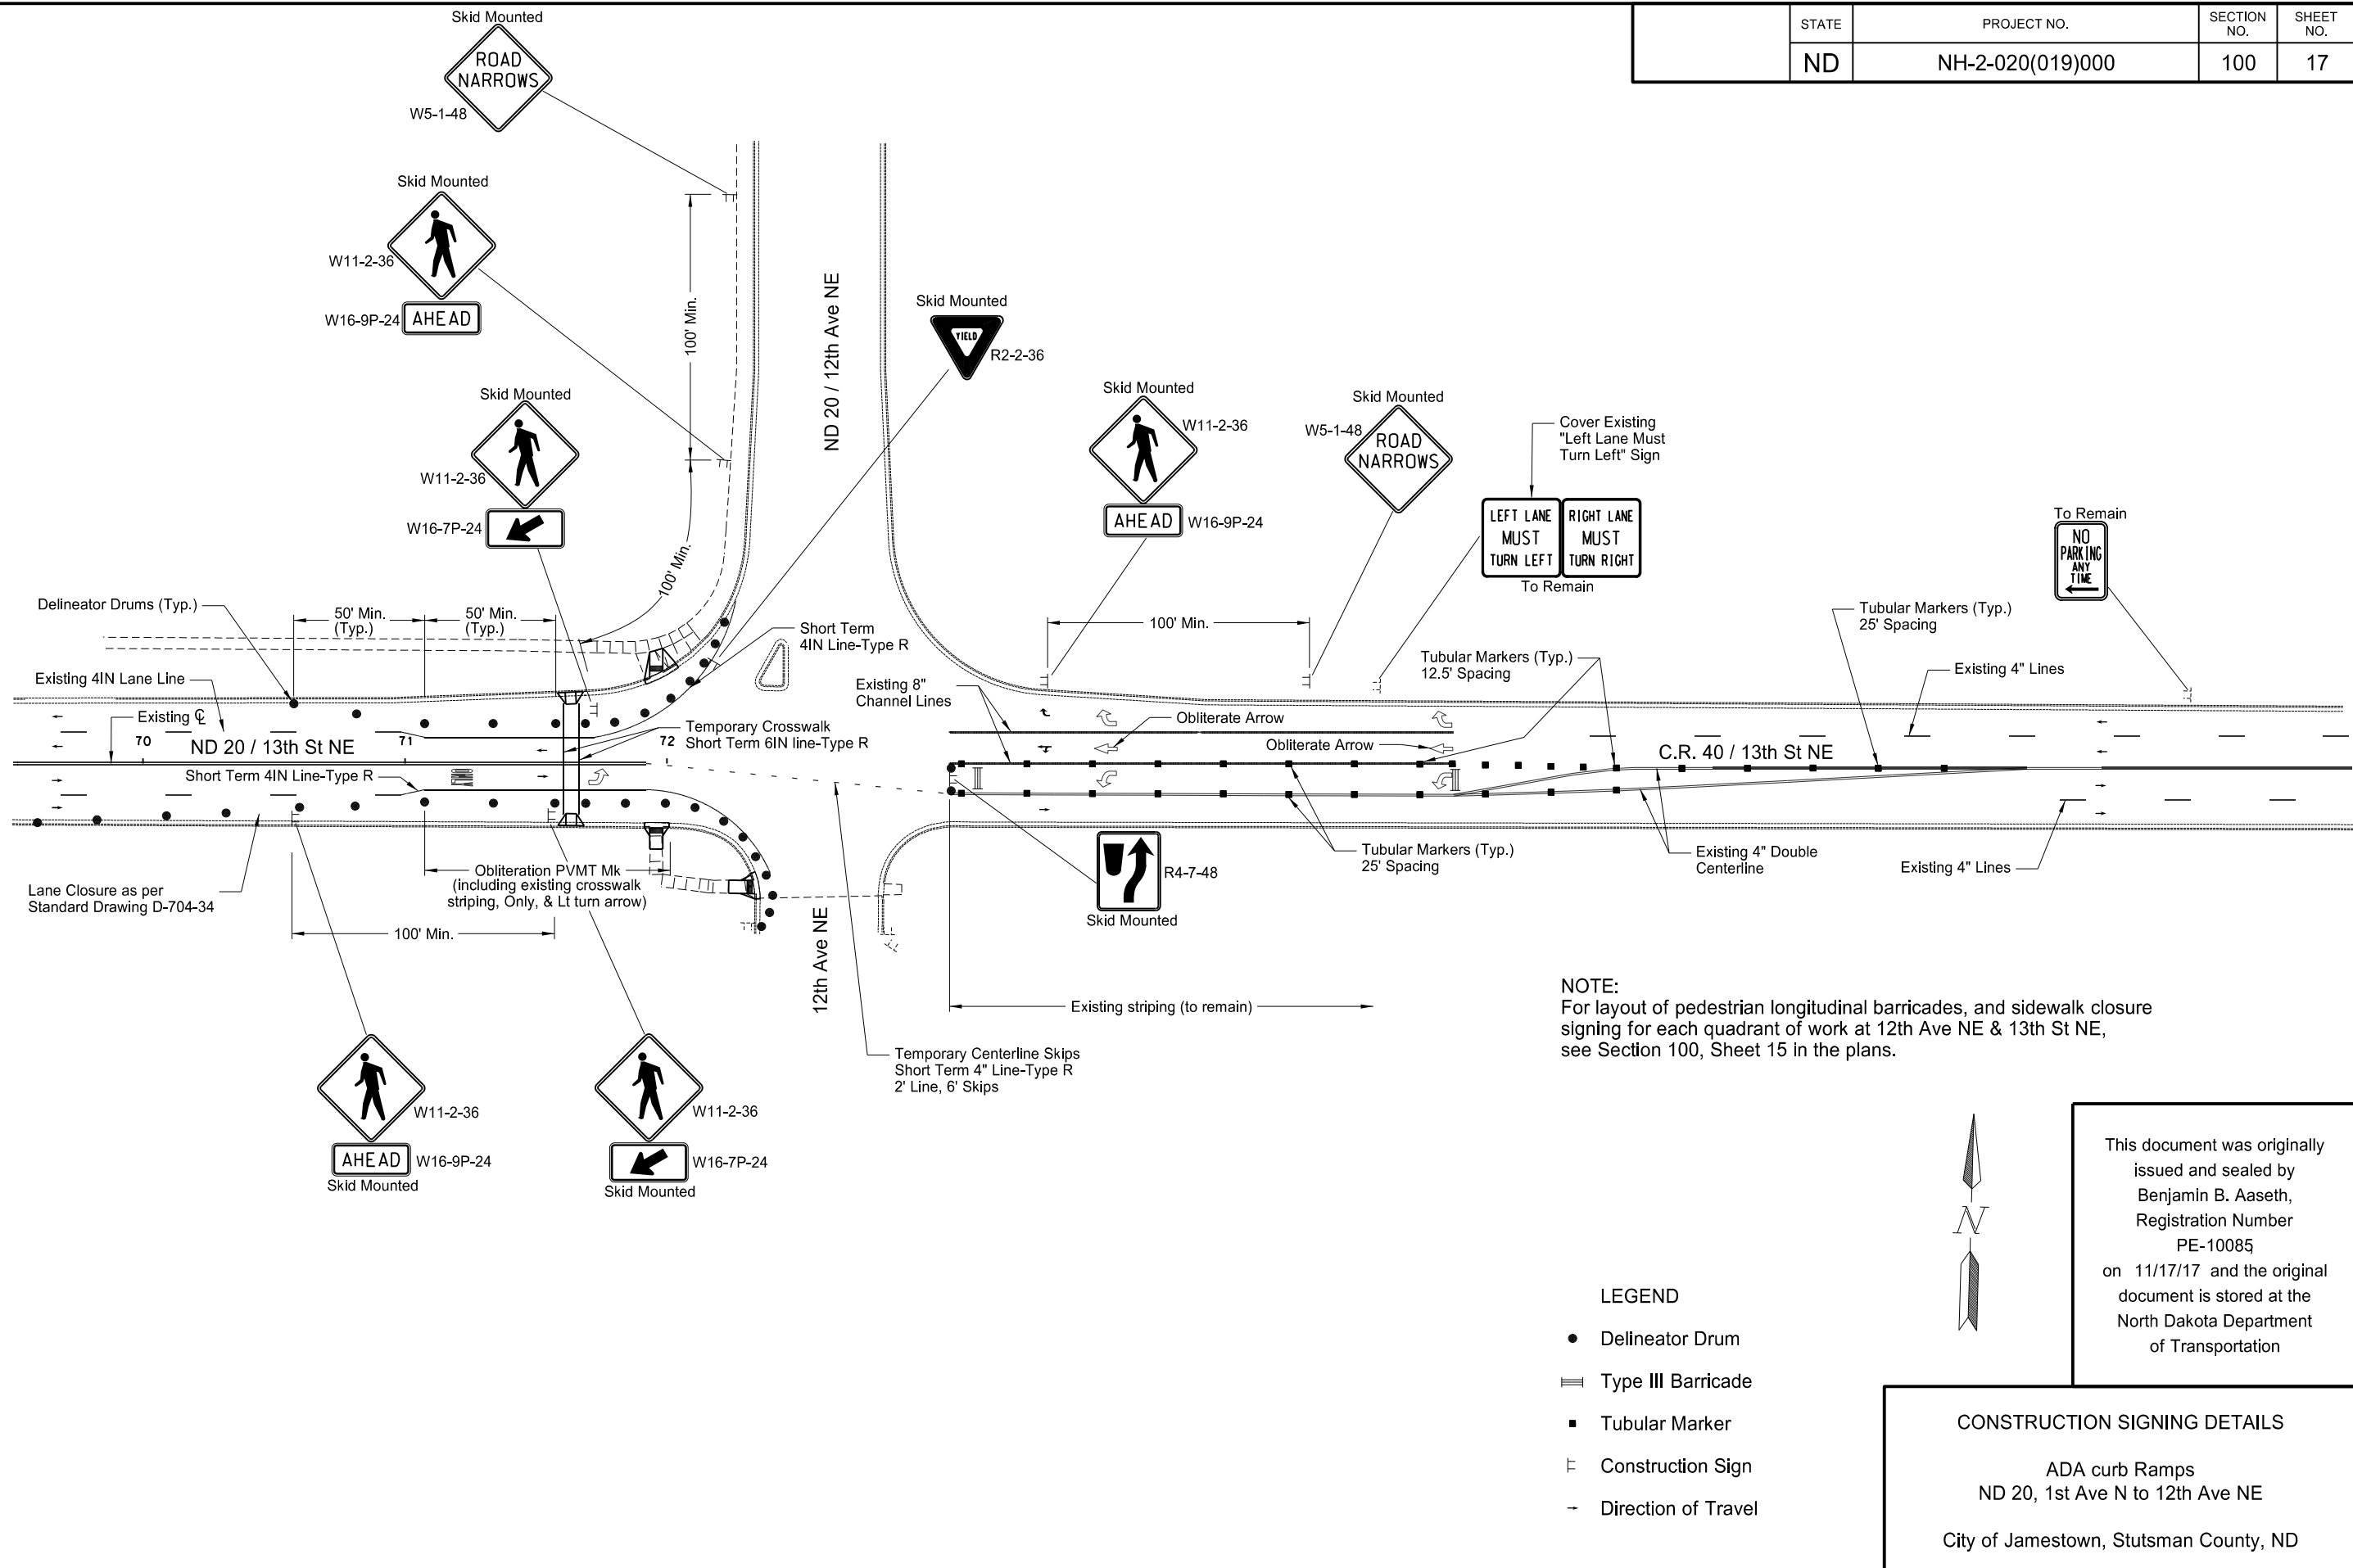 STATE
PROJECT NO.
SECTION
NO.
SHEET
NO.
ND
NH-2-020(019)000
100
17
Skid Mounted
ROAD
NARROWS
W5-1-48
Skid Mounted
W11-2-36
W16-9P-24
AHEAD
100' Min.
ND 20 / 12th Ave NE
Skid Mounted
YIELD
R2-2-36
Skid Mounted
W11-2-36
W16-7P-24
100' Min.
Skid Mounted
W11-2-36
AHEAD
W16-9P-24
Skid Mounted
W5-1-48
ROAD
NARROWS
Cover Existing
"Left Lane Must
Turn Left" Sign
LEFT LANE
MUST
TURN LEFT
RIGHT LANE
MUST
TURN RIGHT
To Remain
To Remain
NO
PARKING
ANY
TIME
Delineator Drums (Typ.)
50' Min.
(Typ.)
50' Min.
(Typ.)
Short Term
4IN Line-Type R
100' Min.
Tubular Markers (Typ.)
25' Spacing
Existing 4IN Lane Line
Existing 8"
Channel Lines
Tubular Markers (Typ.)
12.5' Spacing
Existing 4" Lines
Existing ℄
70
ND 20 / 13th St NE
71
Temporary Crosswalk
Short Term 6IN line-Type R
72
Obliterate Arrow
Obliterate Arrow
C.R. 40 / 13th St NE
Short Term 4IN Line-Type R
Lane Closure as per
Standard Drawing D-704-34
Obliteration PVMT Mk
(including existing crosswalk
striping, Only, & Lt turn arrow)
100' Min.
12th Ave NE
R4-7-48
Skid Mounted
Tubular Markers (Typ.)
25' Spacing
Existing 4" Double
Centerline
Existing 4" Lines
Existing striping (to remain)
Temporary Centerline Skips
Short Term 4" Line-Type R
2' Line, 6' Skips
NOTE:
For layout of pedestrian longitudinal barricades, and sidewalk closure
signing for each quadrant of work at 12th Ave NE & 13th St NE,
see Section 100, Sheet 15 in the plans.
W11-2-36
AHEAD
W16-9P-24
Skid Mounted
W11-2-36
W16-7P-24
Skid Mounted
N
This document was originally
issued and sealed by
Benjamin B. Aaseth,
Registration Number
PE-10085
on 11/17/17 and the original
document is stored at the
North Dakota Department
of Transportation
LEGEND
Delineator Drum
Type III Barricade
Tubular Marker
Construction Sign
Direction of Travel
CONSTRUCTION SIGNING DETAILS
ADA curb Ramps
ND 20, 1st Ave N to 12th Ave NE
City of Jamestown, Stutsman County, ND